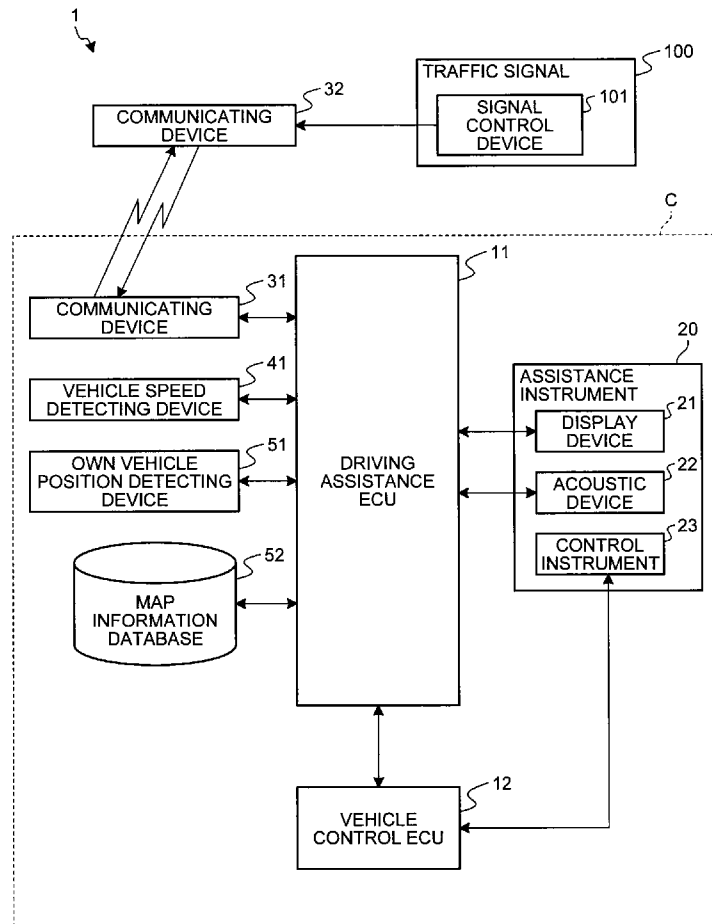 1
100
TRAFFIC SIGNAL
32
101
COMMUNICATING
DEVICE
SIGNAL
CONTROL
DEVICE
C
11
31
COMMUNICATING
DEVICE
20
41
ASSISTANCE
INSTRUMENT
VEHICLE SPEED
DETECTING DEVICE
21
DISPLAY
DEVICE
51
OWN VEHICLE
POSITION DETECTING
DEVICE
DRIVING
ASSISTANCE
ECU
22
ACOUSTIC
DEVICE
23
CONTROL
INSTRUMENT
52
MAP
INFORMATION
DATABASE
12
VEHICLE
CONTROL ECU